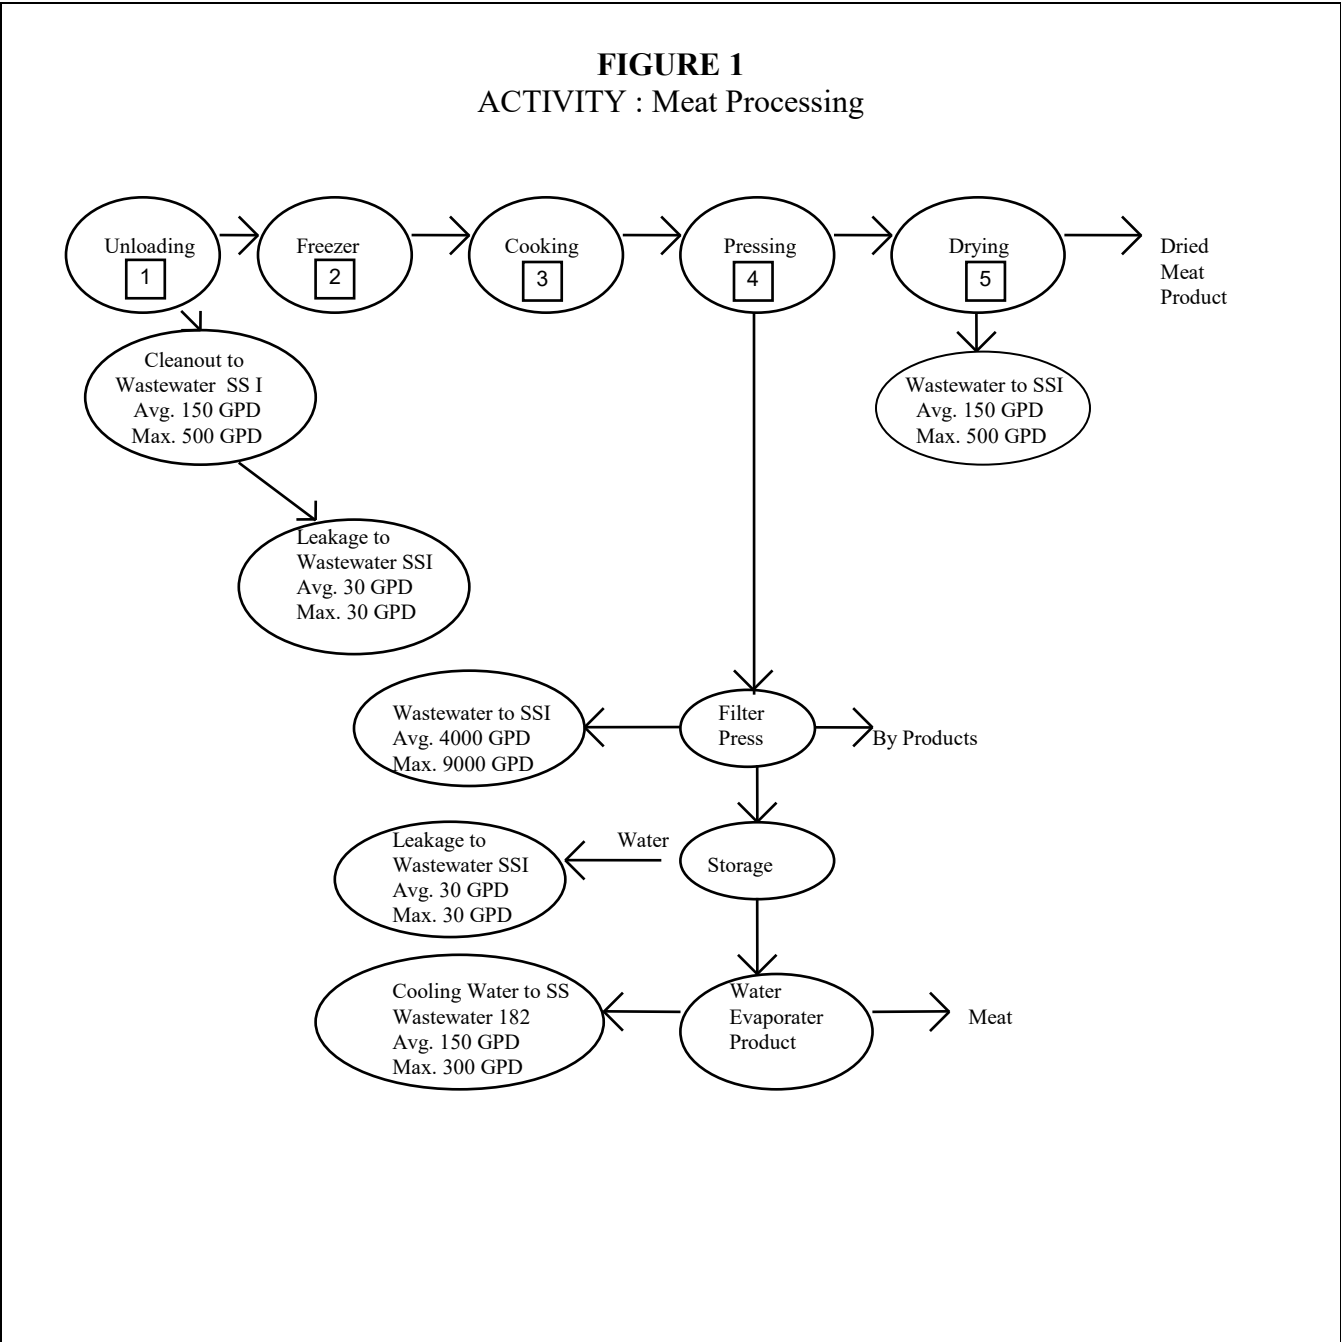 FIGURE 1
ACTIVITY : Meat Processing
Unloading
1
Freezer
2
Cooking
3
Pressing
4
Drying
5
Dried
Meat
Product
Cleanout to
Wastewater SS I
Avg. 150 GPD
Max. 500 GPD
Wastewater to SSI
Avg. 150 GPD
Max. 500 GPD
Leakage to
Wastewater SSI
Avg. 30 GPD
Max. 30 GPD
Wastewater to SSI
Avg. 4000 GPD
Max. 9000 GPD
Filter
Press
By Products
Leakage to
Wastewater SSI
Avg. 30 GPD
Max. 30 GPD
Water
Storage
Cooling Water to SS
Wastewater 182
Avg. 150 GPD
Max. 300 GPD
Water
Evaporater
Product
Meat